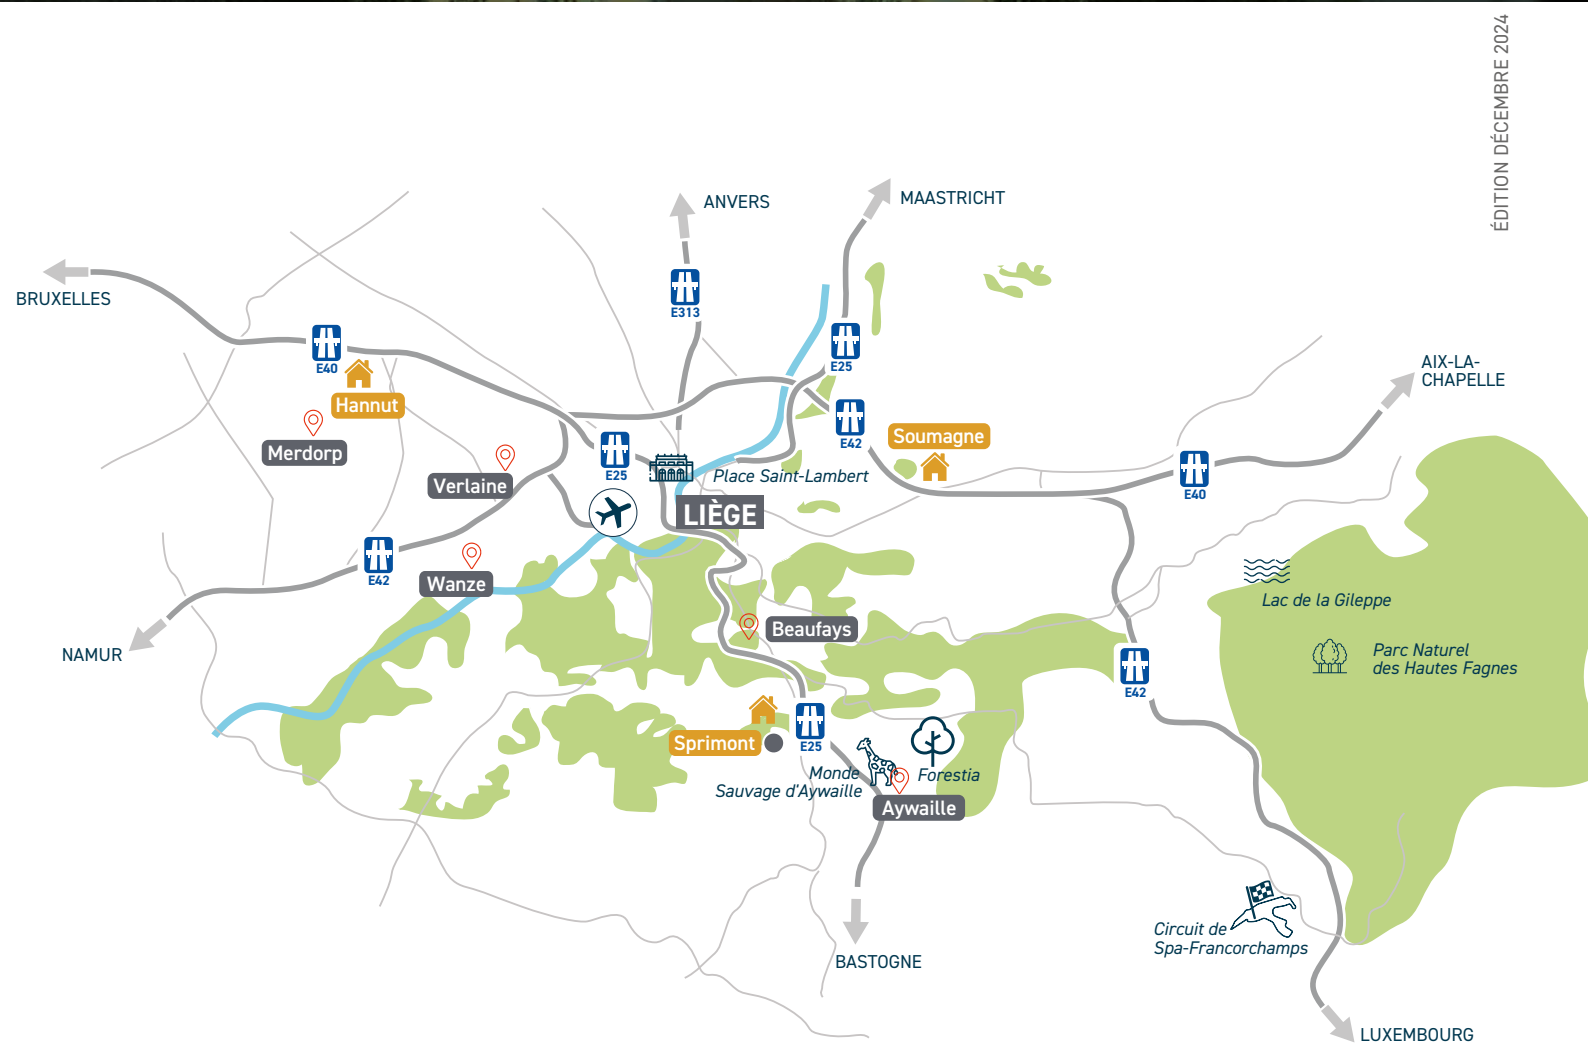 ÉDITION DÉCEMBRE 2024
ANVERS
MAASTRICHT
BRUXELLES
E313
E40
E25
AIX-LA-
CHAPELLE
Hannut
Merdorp
E42
Soumagne
Verlaine
E25
Place Saint-Lambert
E40
LIÈGE
E42
Wanze
Lac de la Gileppe
Beaufays
NAMUR
Parc Naturel
des Hautes Fagnes
E42
Sprimont
E25
Monde
Sauvage d'Aywaille
Forestia
Aywaille
Circuit de
Spa-Francorchamps
BASTOGNE
LUXEMBOURG